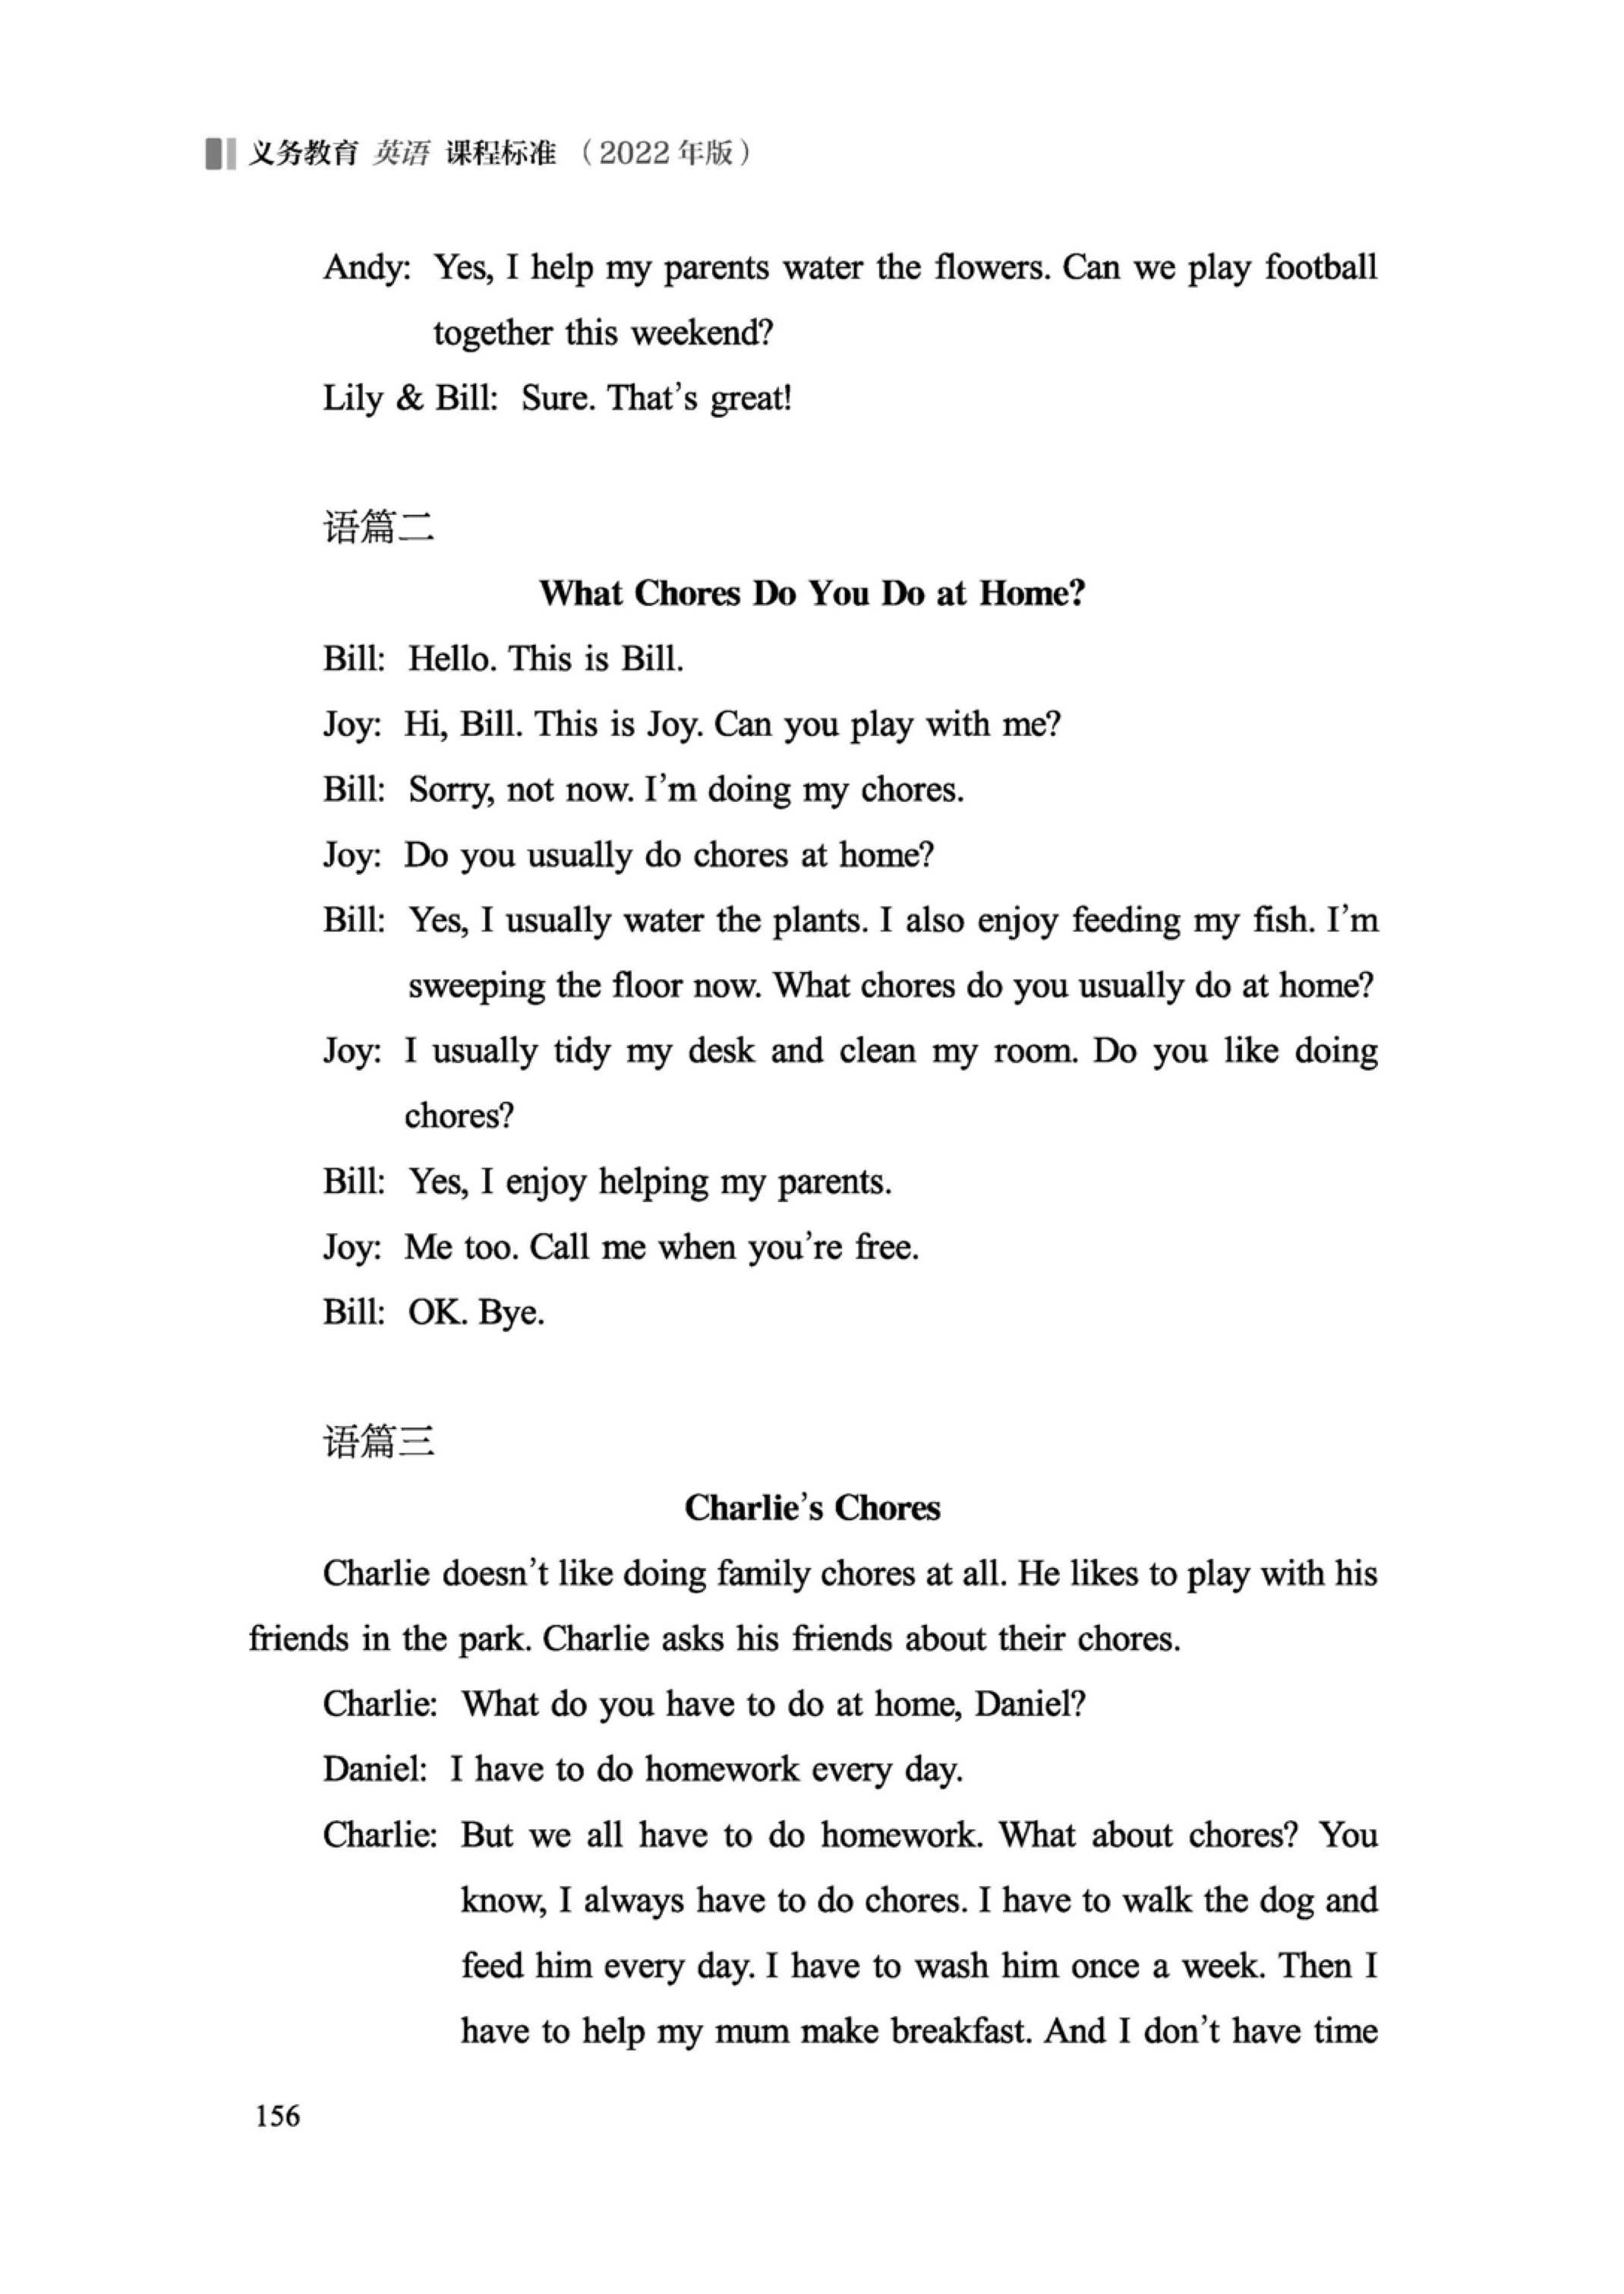 义务教育 英语 课程标准（2022 年版）
Andy: Yes, I help my parents water the flowers. Can we play football
together this weekend?
Lily & Bill: Sure. That's great!
语篇二
What Chores Do You Do at Home?
Bill: Hello. This is Bill.
Joy: Hi, Bill. This is Joy. Can you play with me?
Bill: Sorry, not now. I'm doing my chores.
Joy: Do you usually do chores at home?
Bill: Yes, I usually water the plants. I also enjoy feeding my fish. I'm
sweeping the floor now. What chores do you usually do at home?
Joy: I usually tidy my desk and clean my room. Do you like doing
chores?
Bill: Yes, I enjoy helping my parents.
Joy: Me too. Call me when you're free.
Bill: OK. Bye.
语篇三
Charlie's Chores
Charlie doesn't like doing family chores at all. He likes to play with his
friends in the park. Charlie asks his friends about their chores.
Charlie: What do you have to do at home, Daniel?
Daniel: I have to do homework every day.
Charlie: But we all have to do homework. What about chores? You
know, I always have to do chores. I have to walk the dog and
feed him every day. I have to wash him once a week. Then I
have to help my mum make breakfast. And I don't have time
156